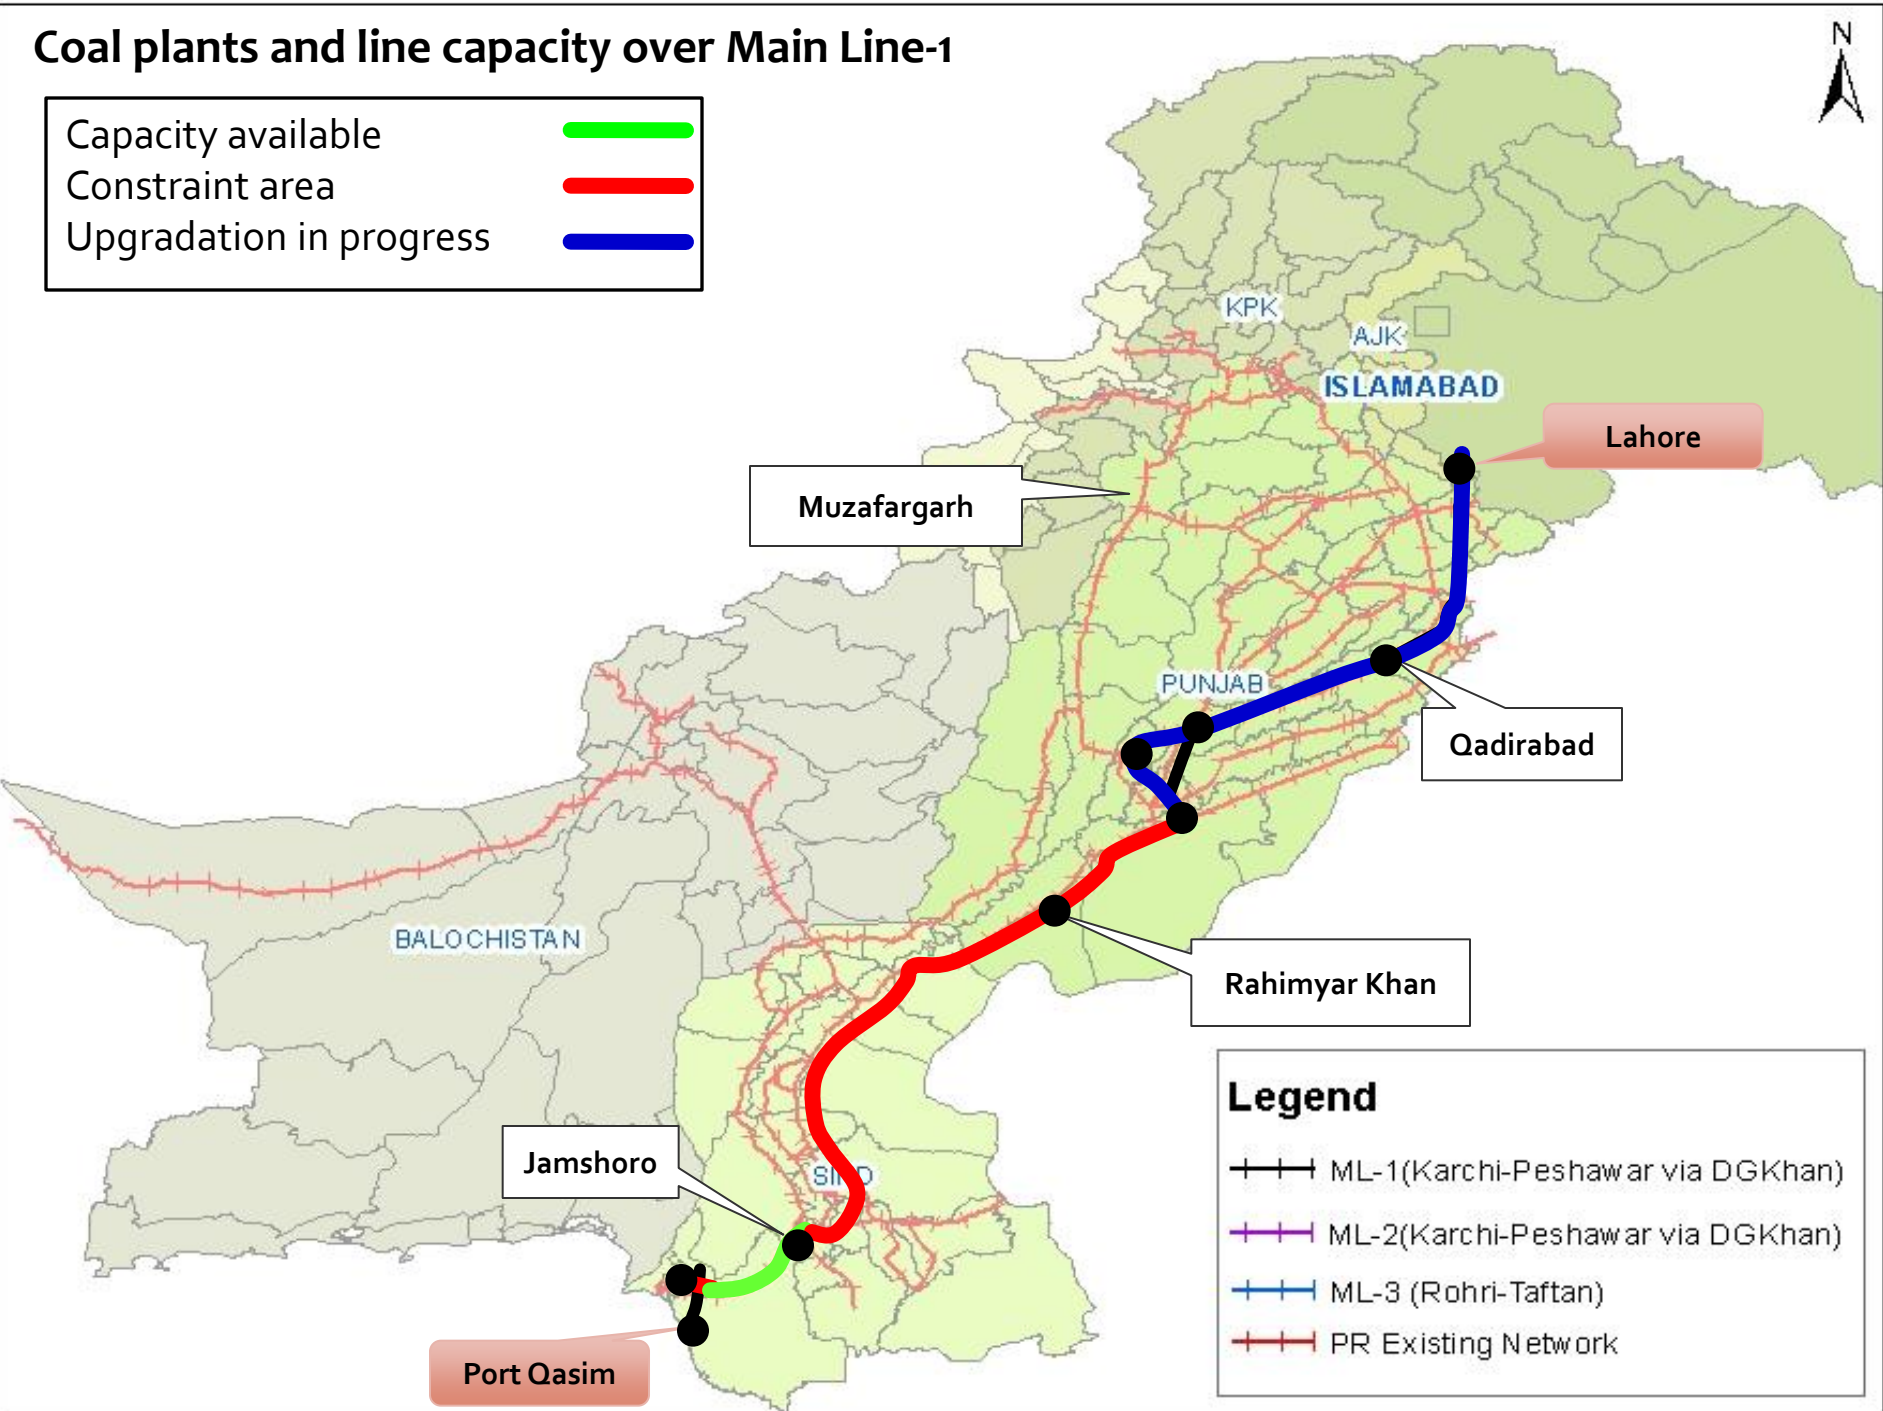 Coal plants and line capacity over Main Line-1
N
Capacity available
Constraint area
Upgradation in progress
KPK
AJK
ISLAMABAD
Lahore
Muzafargarh
PUNJAB
Qadirabad
BALOCHISTAN
Rahimyar Khan
Jamshoro
Port Qasim
Legend
ML-1(Karchi-Peshawar via DGKhan)
ML-2(Karchi-Peshawar via DGKhan)
ML-3 (Rohri-Taftan)
PR Existing Network